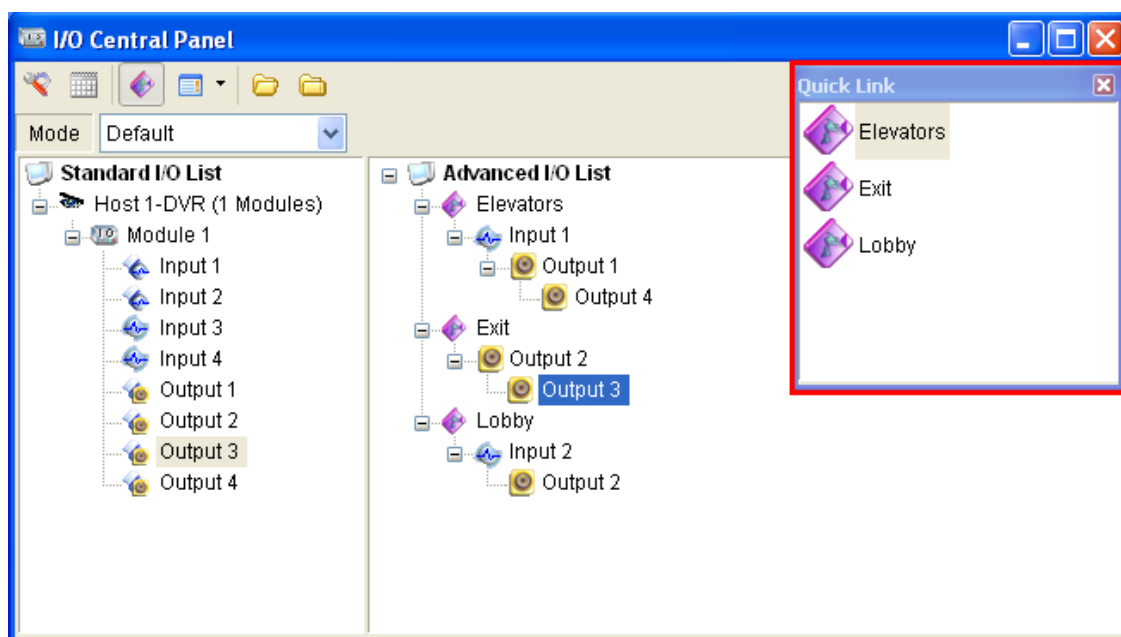 I/O Central Panel
Mode Default
Standard I/O List
Host 1-DVR (1 Modules)
Module 1
Input 1
Input 2
Input 3
Input 4
Output 1
Output 2
Output 3
Output 4
Advanced I/O List
Elevators
Input 1
Output 1
Output 4
Exit
Output 2
Output 3
Lobby
Input 2
Output 2
Quick Link
Elevators
Exit
Lobby